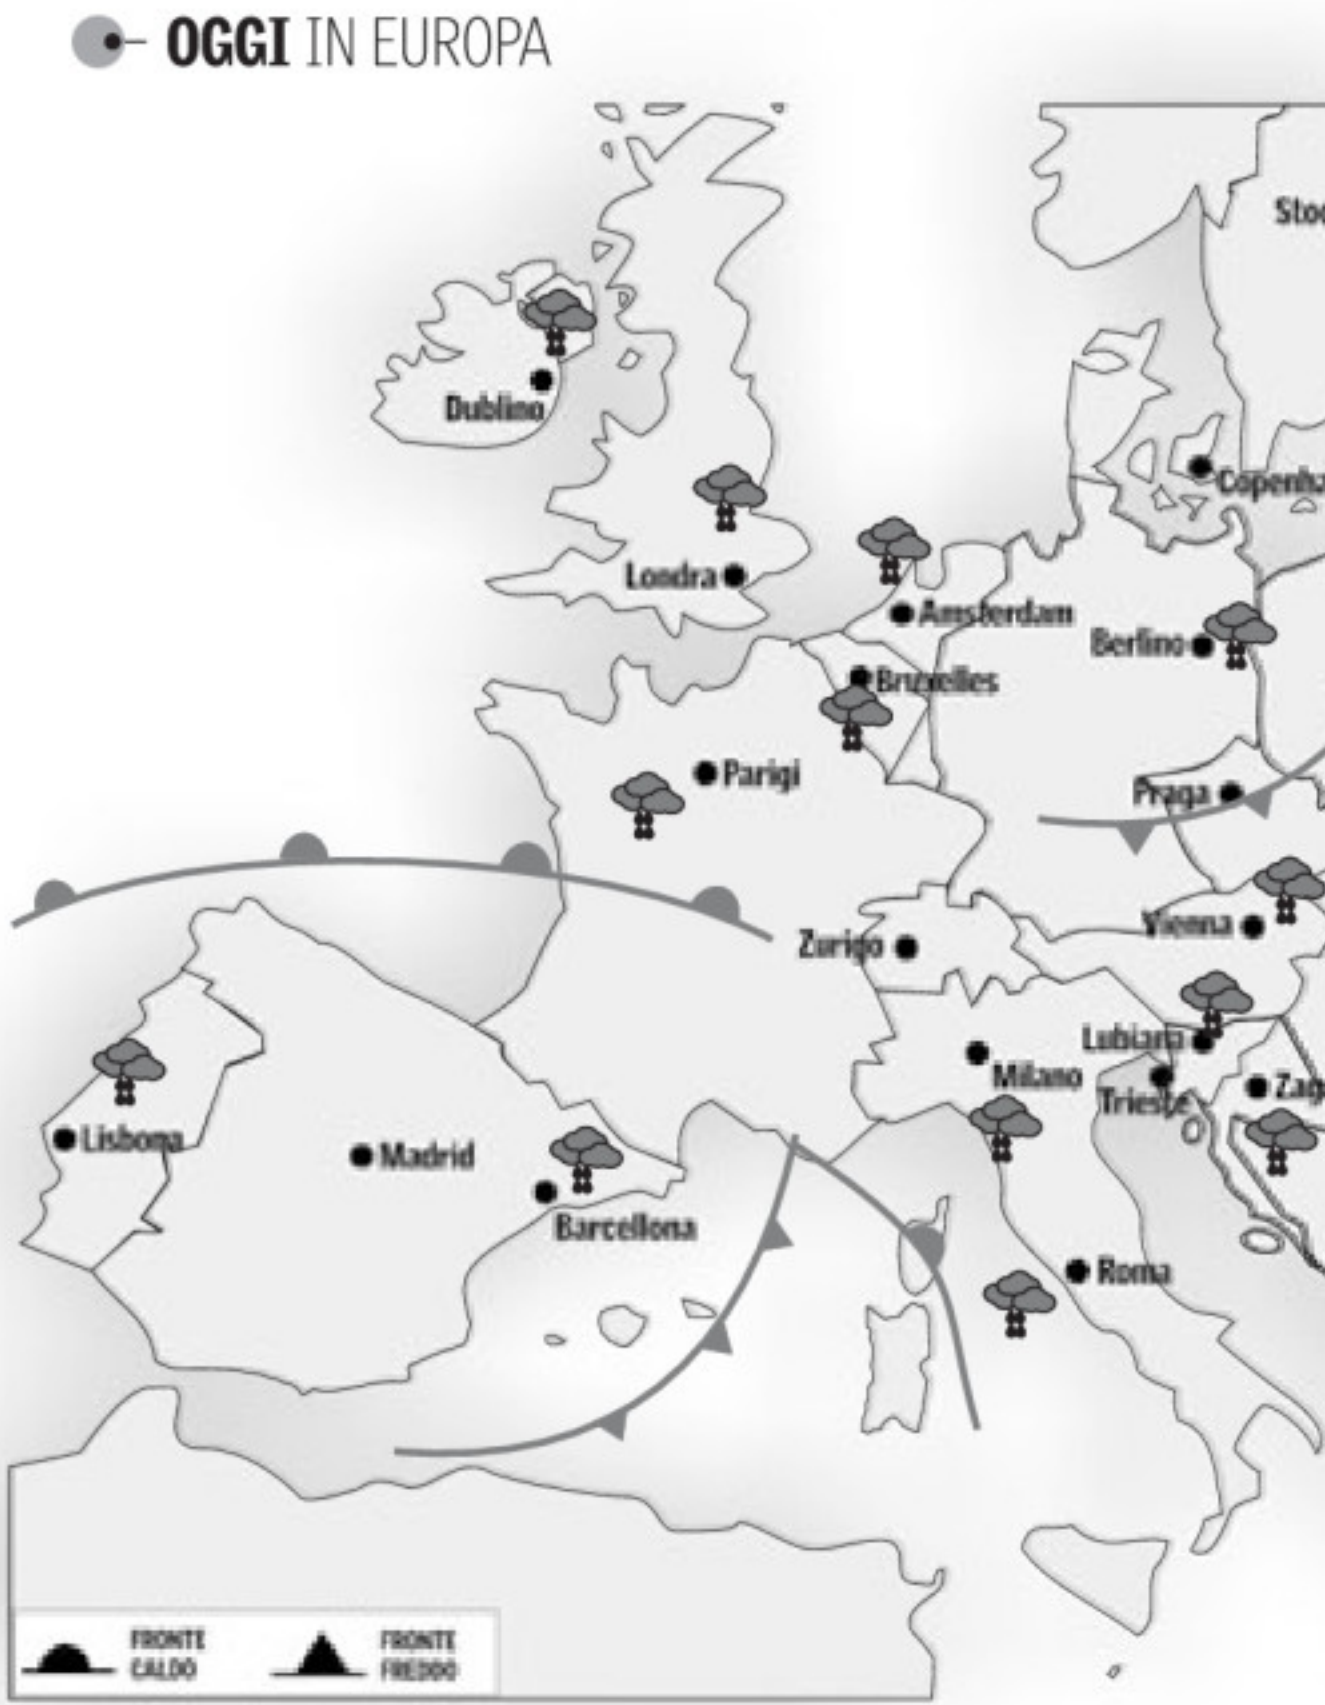 OGGI IN EUROPA
Dublino
Londra
Amsterdam
Berlino
Bruxelles
Parigi
Praga
Vienna
Zurigo
Lubiana
Milano
Trieste
Lisbona
Madrid
Barcellona
Roma
FRONTE
CALDO
FRONTE
FREDDO